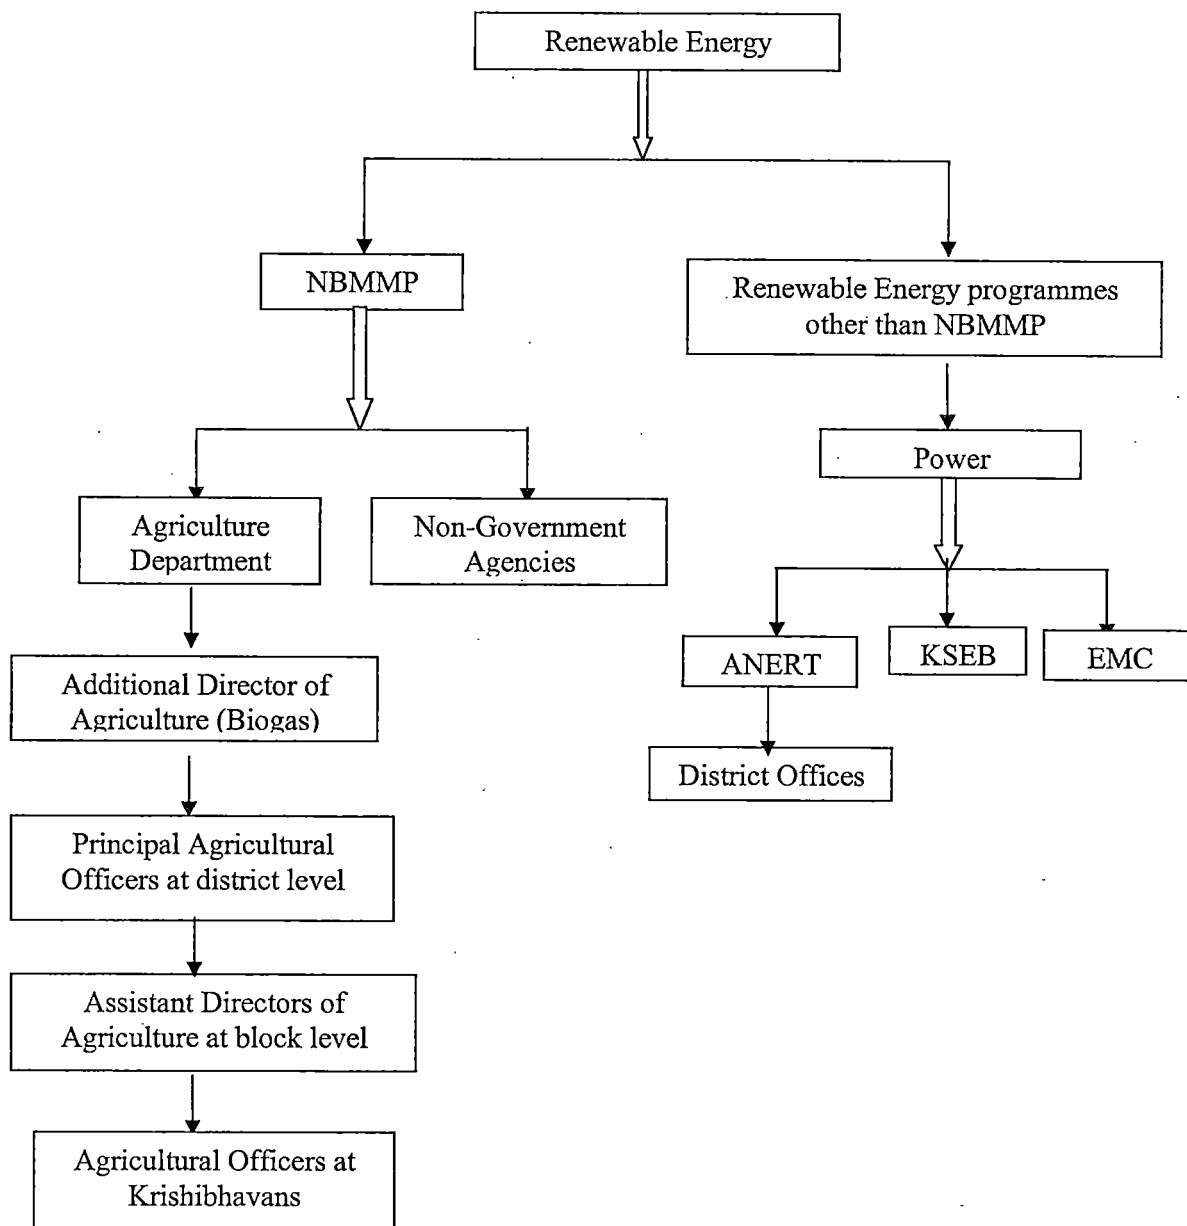 Renewable Energy
NBMMP
Renewable Energy programmes
other than NBMMP
Power
Agriculture
Department
Non-Government
Agencies
ANERT
KSEB
EMC
Additional Director of
Agriculture (Biogas)
District Offices
Principal Agricultural
Officers at district level
Assistant Directors of
Agriculture at block level
Agricultural Officers at
Krishibhavans